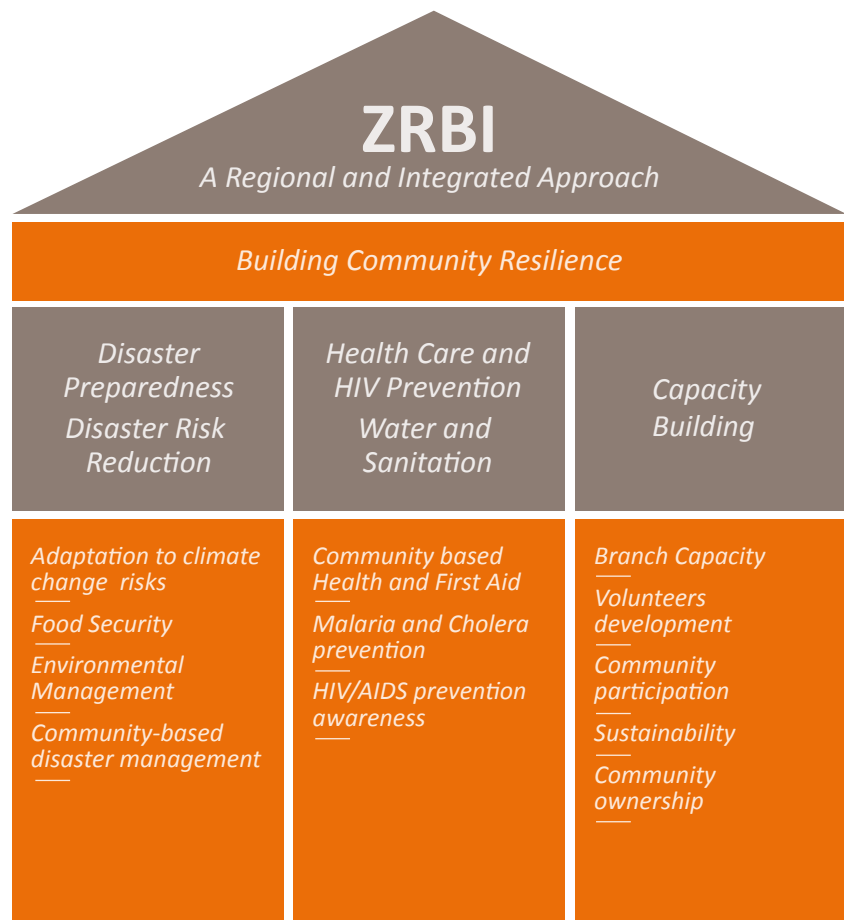 ZRBI
A Regional and Integrated Approach
Building Community Resilience
Disaster
Preparedness
Disaster Risk
Reduction
Health Care and
HIV Prevention
Water and
Sanitation
Capacity
Building
Adaptation to climate
change risks
Food Security
Environmental
Management
Community-based
disaster management
Community based
Health and First Aid
Malaria and Cholera
prevention
HIV/AIDS prevention
awareness
Branch Capacity
Volunteers
development
Community
participation
Sustainability
Community
ownership